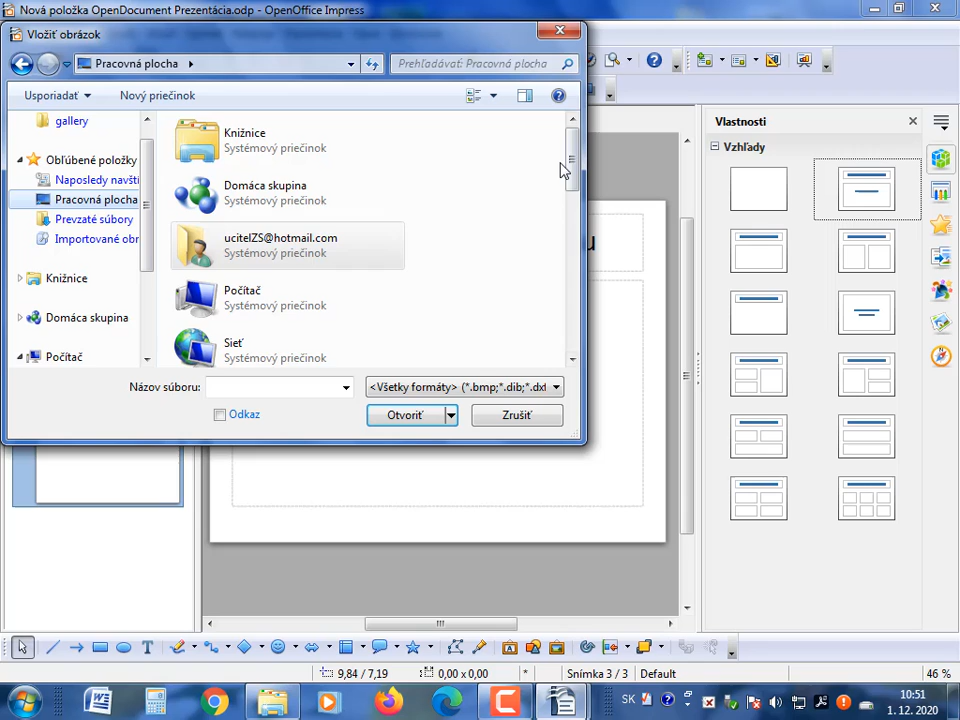 Nová položka OpenDocument Prezentácia.odp - OpenOffice Impress
Vložiť obrázok
Pracovná plocha
Prehľadávať: Pracovná plocha
Usporiadať
Nový priečinok
gallery
Obľúbené položky
Naposledy navšti
Pracovná plocha
Prevzaté súbory
Importované obr
Knižnice
Domáca skupina
Počítač
Knižnice
Systémový priečinok
Domáca skupina
Systémový priečinok
ucitelZS@hotmail.com
Systémový priečinok
Počítač
Systémový priečinok
Sieť
Systémový priečinok
Názov súboru:
<Všetky formáty> (*.bmp;*.dib;*.dxf
Odkaz
Otvoriť
Zrušiť
u
Vlastnosti
Vzhľady
9,84 / 7,19
0,00 x 0,00
*
Snímka 3 / 3
Default
46 %
SK
10:51
1. 12. 2020